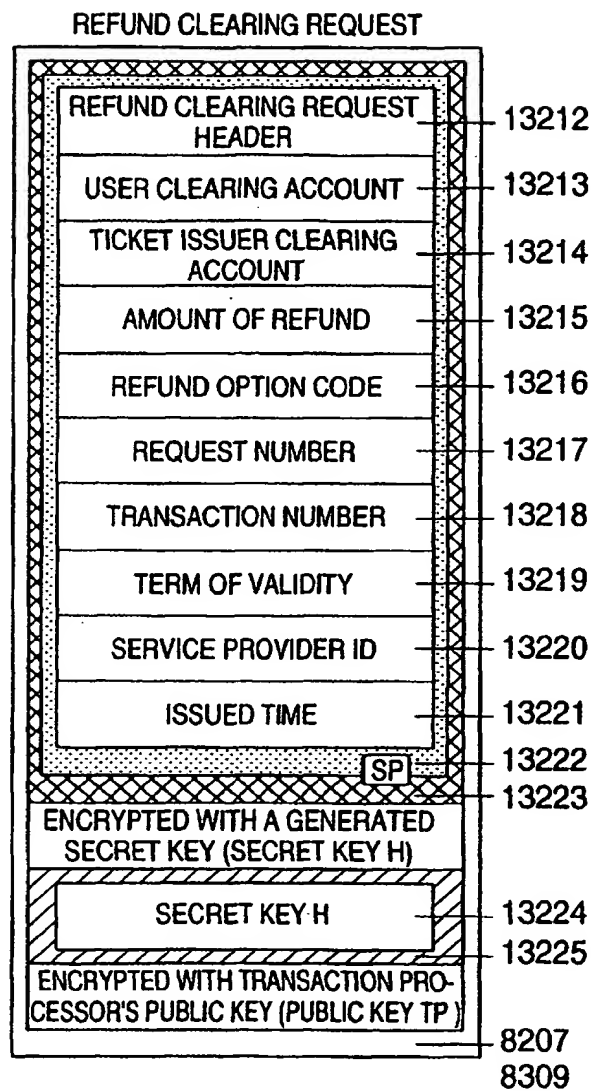 REFUND CLEARING REQUEST
REFUND CLEARING REQUEST
HEADER
13212
USER CLEARING ACCOUNT
13213
TICKET ISSUER CLEARING
ACCOUNT
13214
AMOUNT OF REFUND
13215
REFUND OPTION CODE
13216
REQUEST NUMBER
13217
TRANSACTION NUMBER
13218
TERM OF VALIDITY
13219
SERVICE PROVIDER ID
13220
ISSUED TIME
13221
SP
13222
13223
ENCRYPTED WITH A GENERATED
SECRET KEY (SECRET KEY H)
SECRET KEY H
13224
13225
ENCRYPTED WITH TRANSACTION PRO-
CESSOR'S PUBLIC KEY (PUBLIC KEY TP)
8207
8309